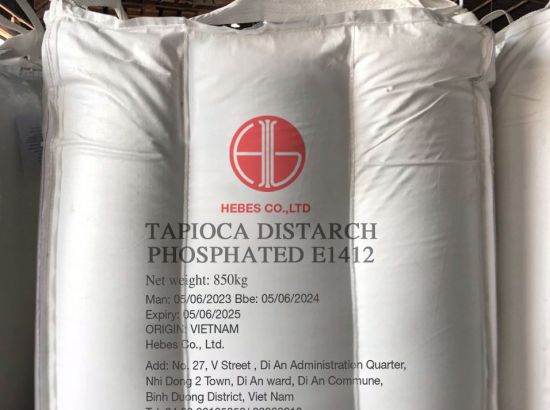 HEBES CO.,LTD
TAPIOCA DISTARCH
PHOSPHATED E1412
Net weight: 850kg
Man: 05/06/2023 Bbe: 05/06/2024
Expiry: 05/06/2025
ORIGIN: VIETNAM
Hebes Co., Ltd.
Add: No. 27, V Street , Di An Administration Quarter,
Nhi Dong 2 Town, Di An ward, Di An Commune,
Binh Duong District, Viet Nam